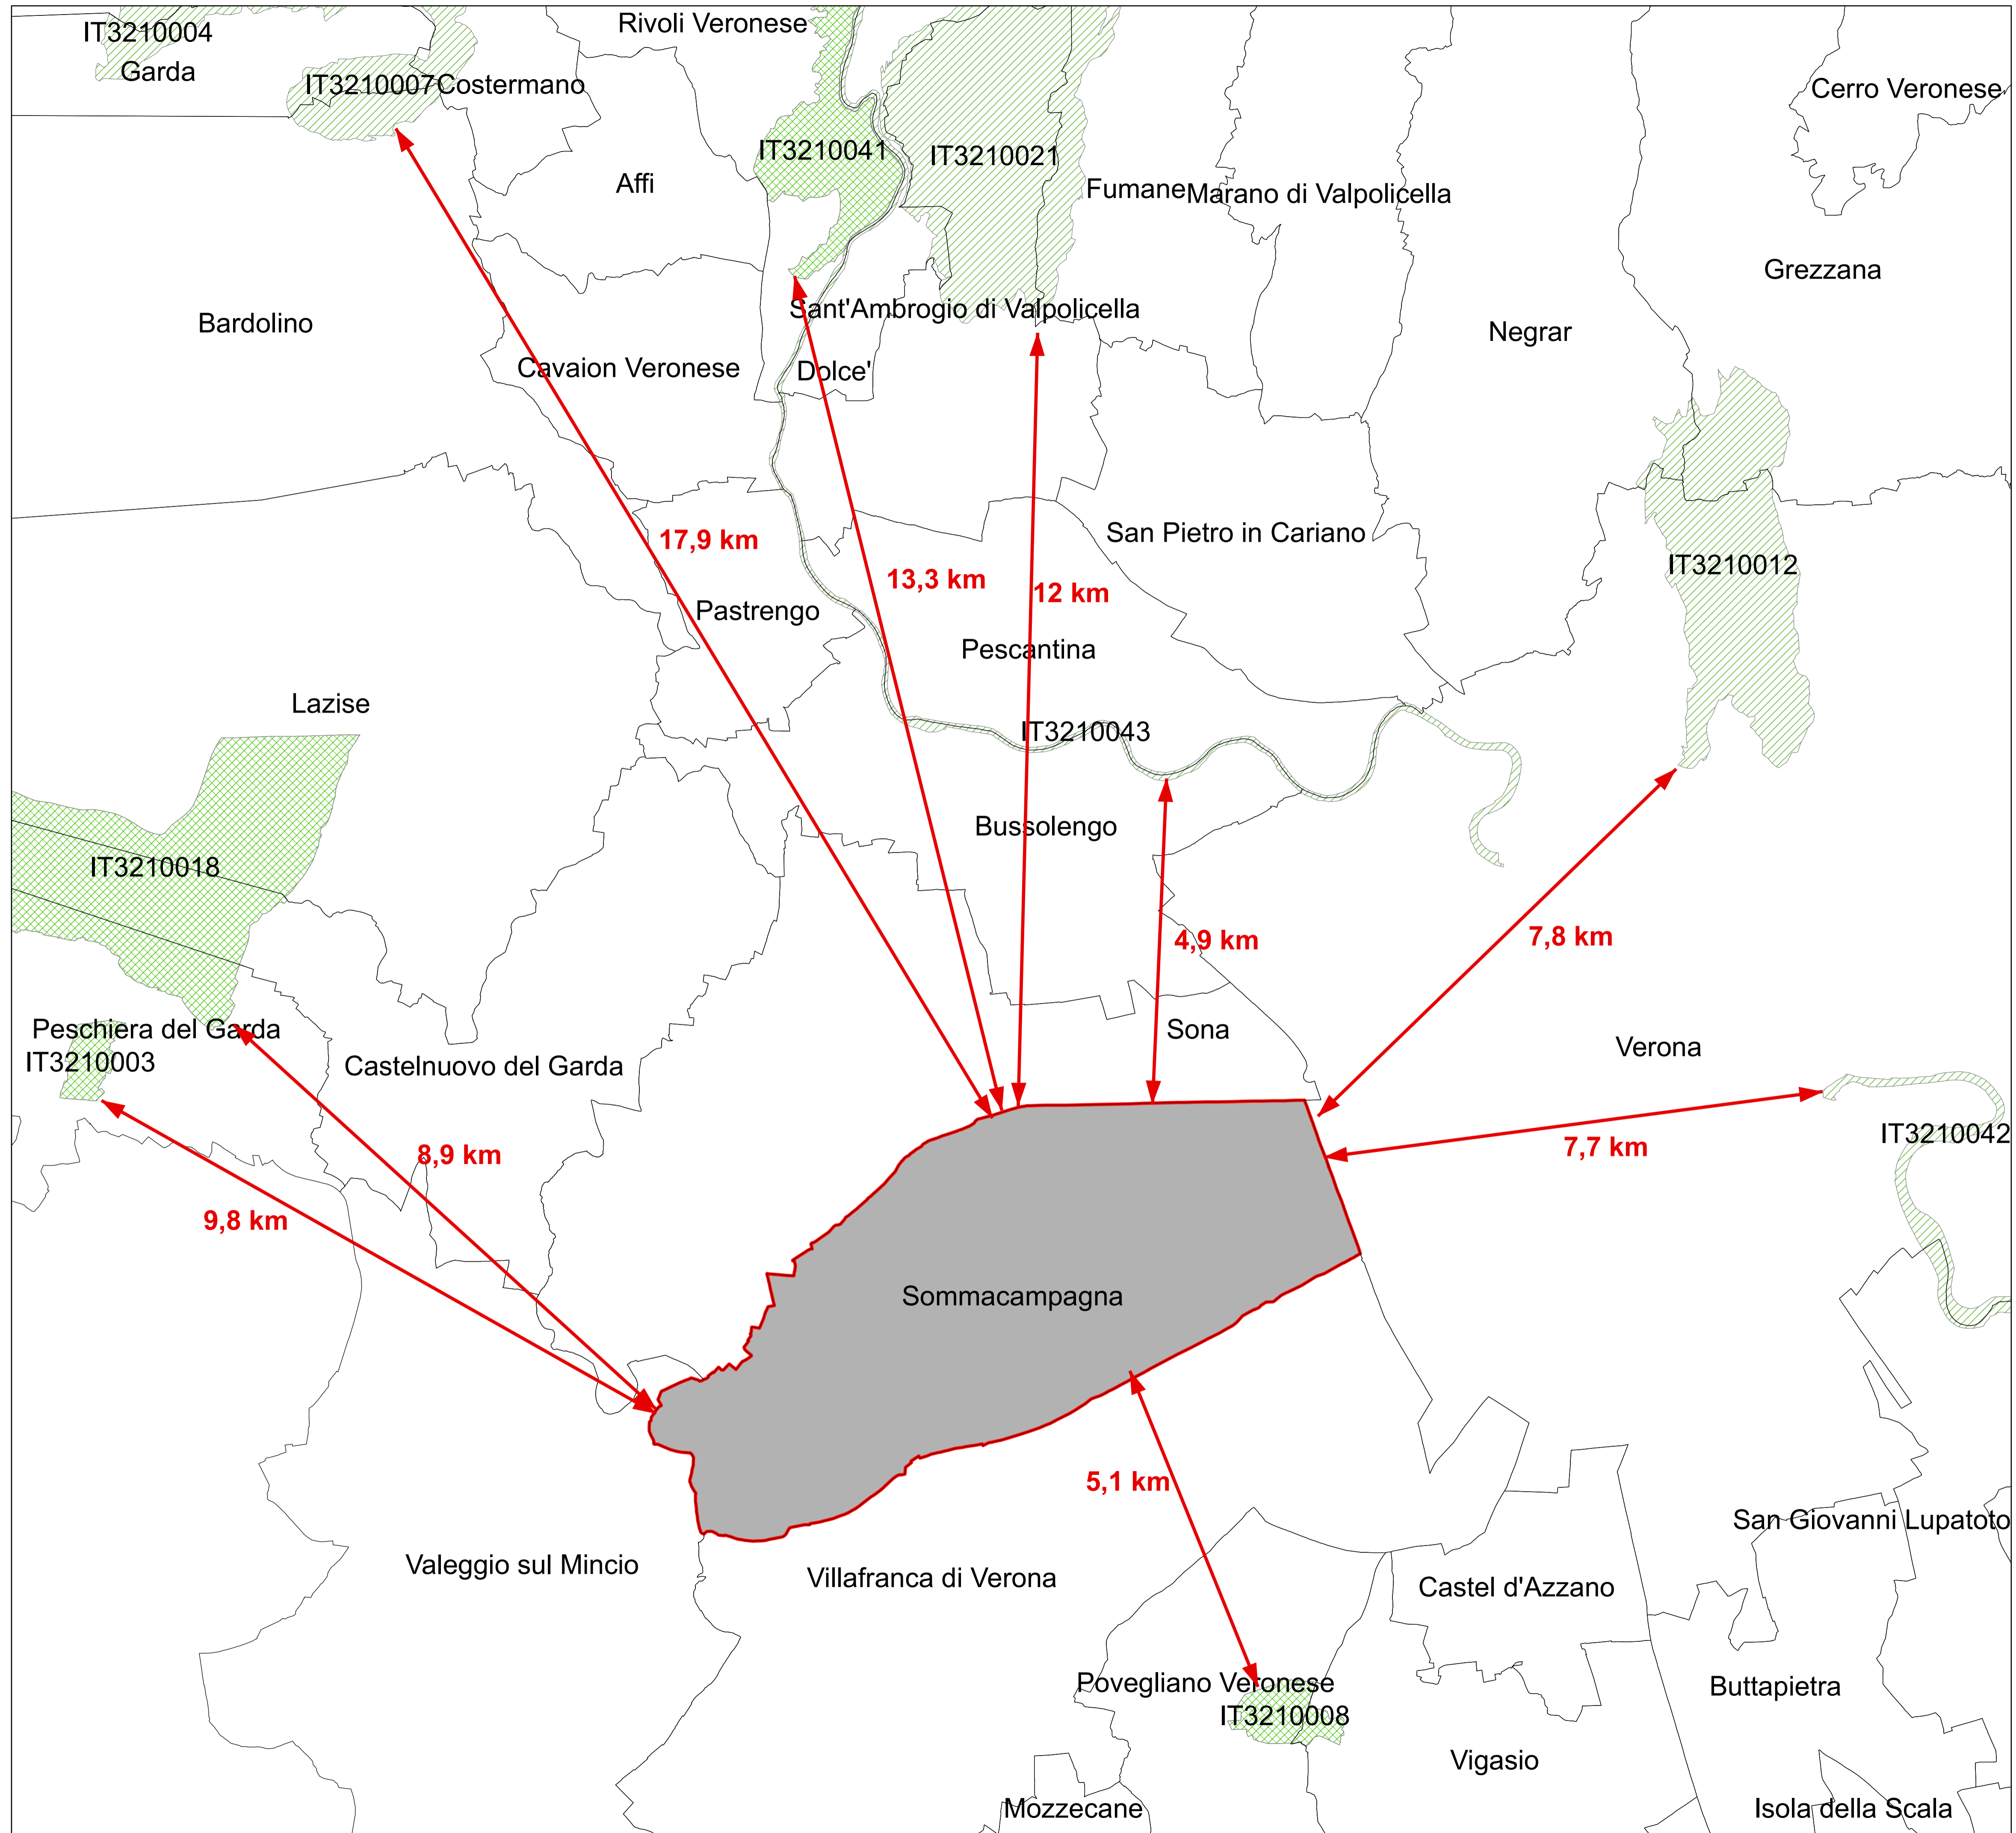 Rivoli Veronese
IT3210004
Garda
IT3210007
Costermano
Cerro Veronese
IT3210041
IT3210021
Affi
Fumane
Marano di Valpolicella
Grezzana
Bardolino
Sant'Ambrogio di Valpolicella
Negrar
Cavaion Veronese
Dolce'
17,9 km
San Pietro in Cariano
IT3210012
13,3 km
12 km
Pastrengo
Pescantina
Lazise
IT3210043
Bussolengo
IT3210018
4,9 km
7,8 km
Peschiera del Garda
Sona
Verona
IT3210003
Castelnuovo del Garda
IT3210042
8,9 km
7,7 km
9,8 km
Sommacampagna
5,1 km
San Giovanni Lupatoto
Valeggio sul Mincio
Villafranca di Verona
Castel d'Azzano
Povegliano Veronese
Buttapietra
IT3210008
Vigasio
Mozzecane
Isola della Scala